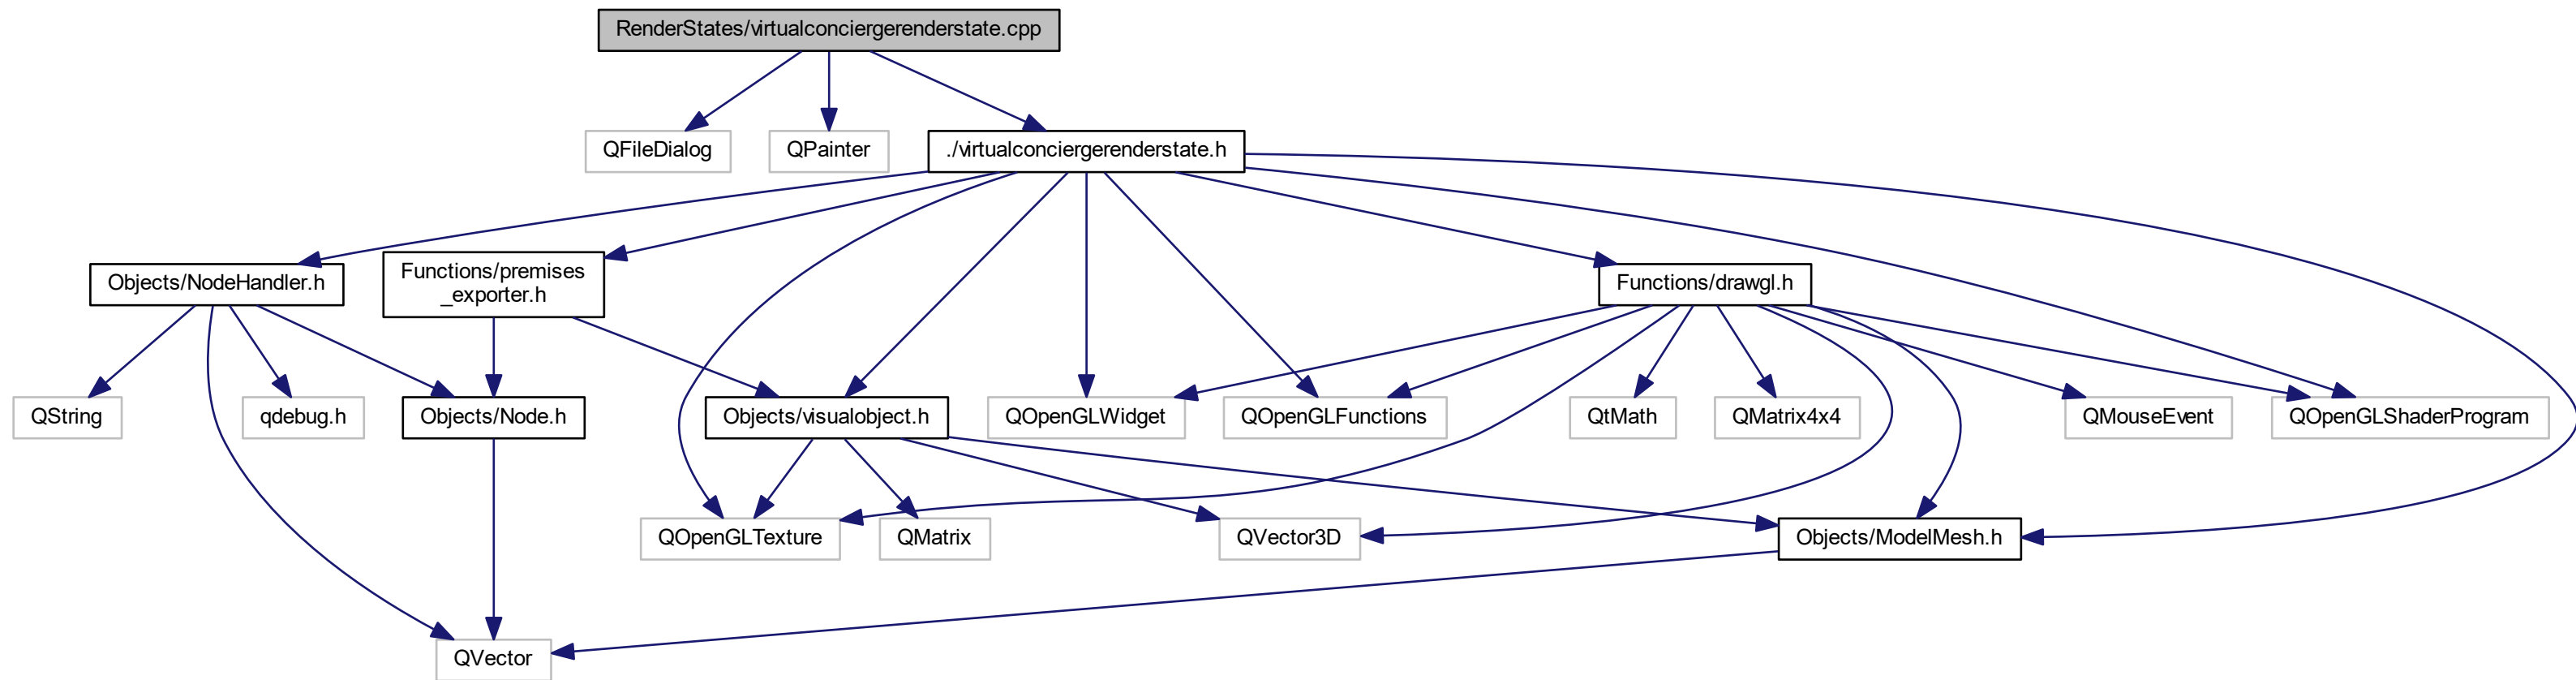 RenderStates/virtualconciergerenderstate.cpp
QFileDialog
QPainter
./virtualconciergerenderstate.h
Objects/NodeHandler.h
Functions/premises
_exporter.h
Functions/drawgl.h
QString
qdebug.h
Objects/Node.h
Objects/visualobject.h
QOpenGLWidget
QOpenGLFunctions
QtMath
QMatrix4x4
QMouseEvent
QOpenGLShaderProgram
QOpenGLTexture
QMatrix
QVector3D
Objects/ModelMesh.h
QVector